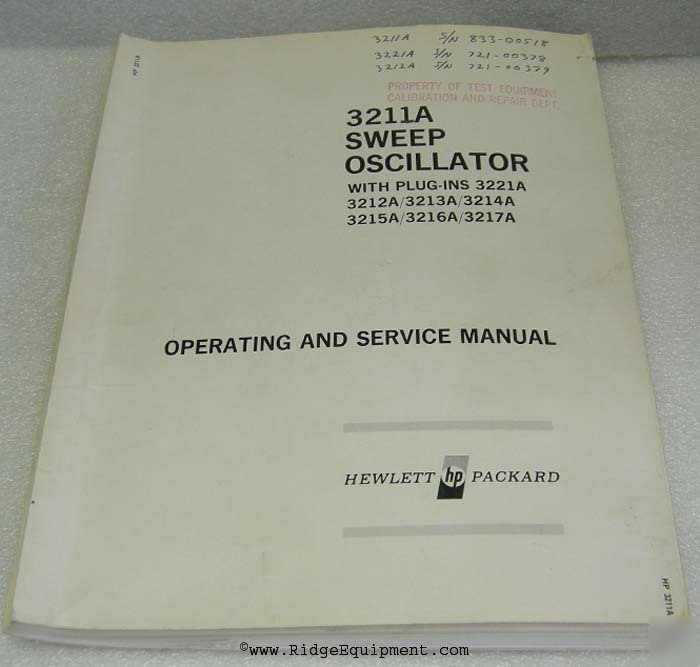 3211A S/N 833-00518
3221A S/N 721-00378
3212A S/N 721-00379
HP 3211A
PROPERTY OF TEST EQUIPMENT
CALIBRATION AND REPAIR DEPT.
3211A
SWEEP
OSCILLATOR
WITH PLUG-INS 3221A
3212A/3213A/3214A
3215A/3216A/3217A
OPERATING AND SERVICE MANUAL
HEWLETT hp PACKARD
HP 3211A
©www.RidgeEquipment.com